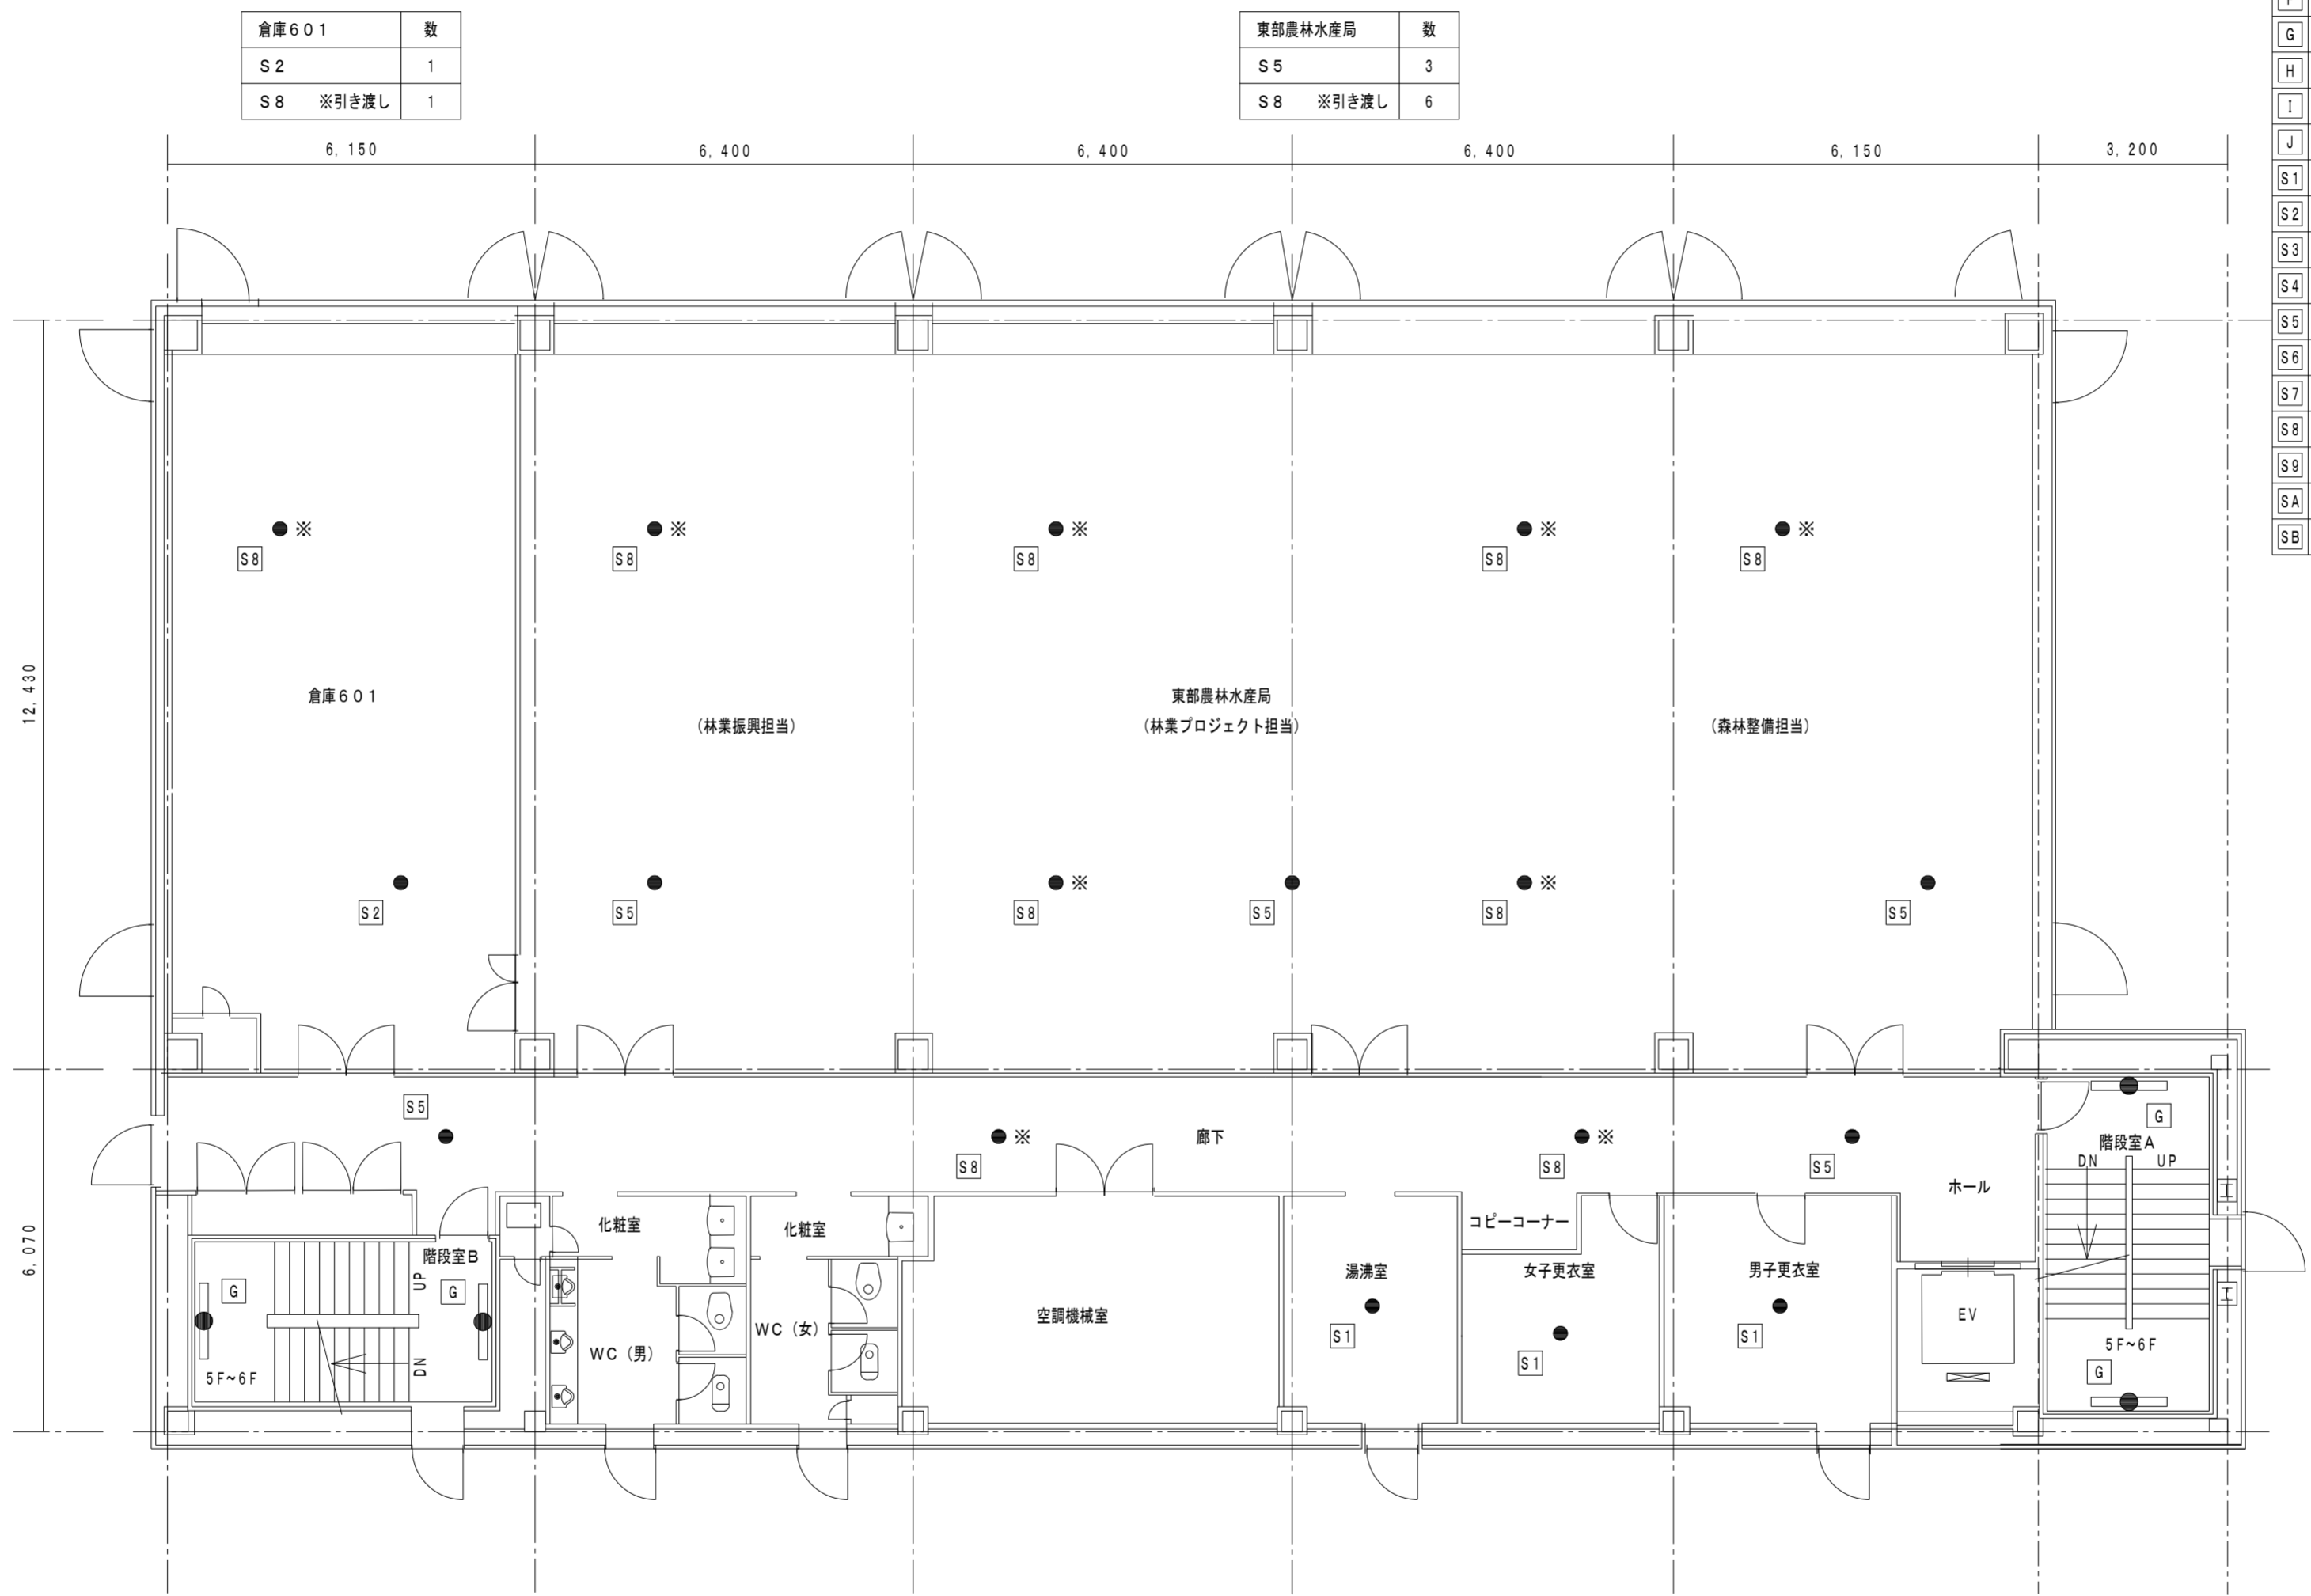 倉庫６０１ 数
Ｓ２ 1
Ｓ８ ※引き渡し 1
東部農林水産局 数
Ｓ５ 3
Ｓ８ ※引き渡し 6
G
H
I
J
S1
S2
S3
S4
S5
S6
S7
S8
S9
SA
SB
6,150 6,400 6,400 6,400 6,150 3,200
※ ※ ※ ※ ※
S8 S8 S8 S8 S8
12,430
倉庫６０１
(林業振興担当)
東部農林水産局
(林業プロジェクト担当)
(森林整備担当)
※ ※
S2 S5 S8 S5 S8 S5
S5
※ 廊下 ※
S8 S8 S5
G
階段室A
DN UP
ホール
6,070
化粧室 化粧室 コピーコーナー
階段室B
UP
DN
G G
5F~6F
WC（男）
WC（女）
空調機械室
湯沸室
S1
女子更衣室
S1
男子更衣室
S1
EV
5F~6F
G